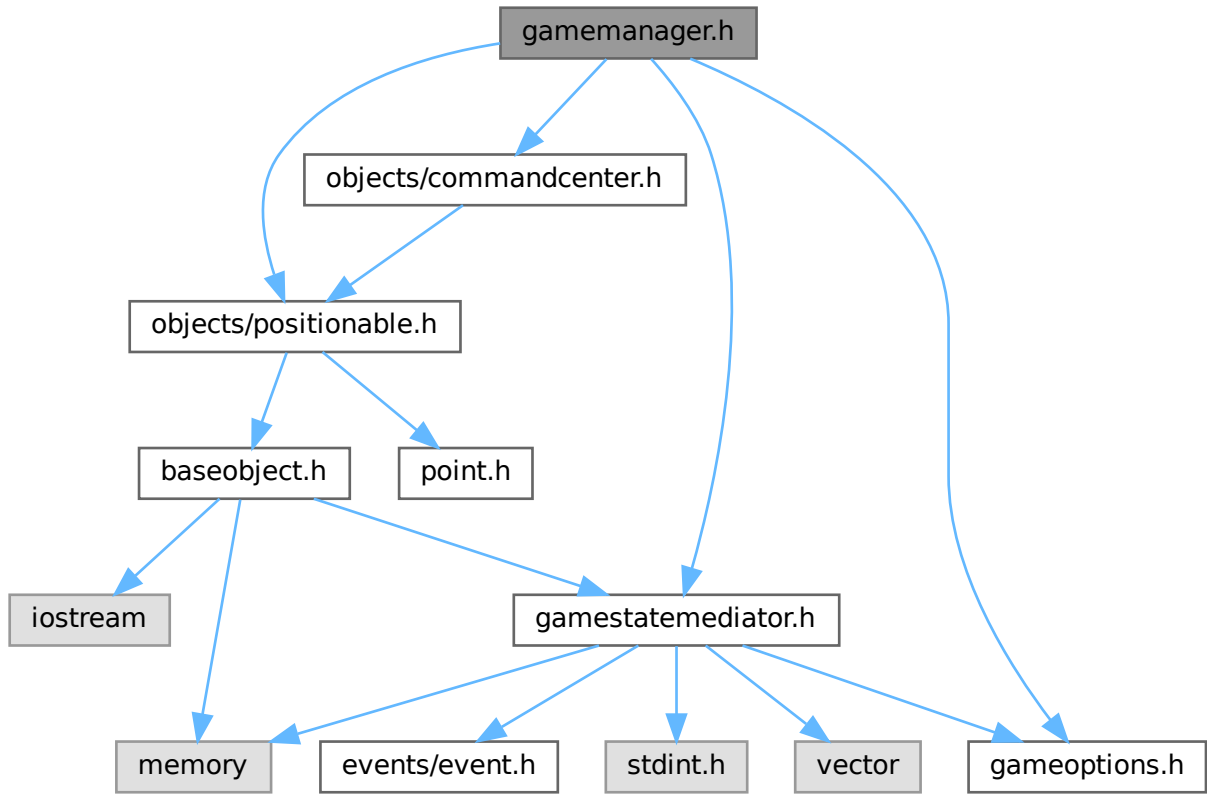 gamemanager.h
objects/commandcenter.h
objects/positionable.h
baseobject.h
point.h
iostream
gamestatemediator.h
memory
events/event.h
stdint.h
vector
gameoptions.h